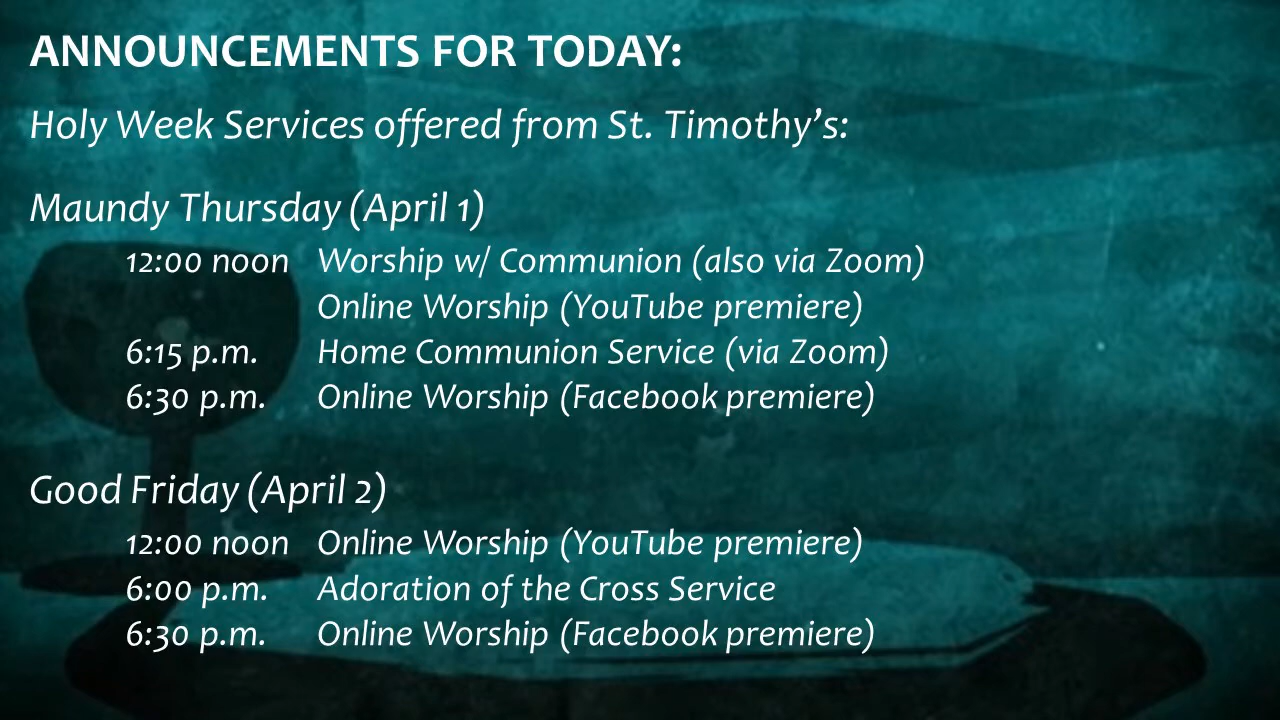 ANNOUNCEMENTS FOR TODAY:
Holy Week Services offered from St. Timothy’s:
Maundy Thursday (April 1)
12:00 noon Worship w/ Communion (also via Zoom)
Online Worship (YouTube premiere)
6:15 p.m. Home Communion Service (via Zoom)
6:30 p.m. Online Worship (Facebook premiere)
Good Friday (April 2)
12:00 noon Online Worship (YouTube premiere)
6:00 p.m. Adoration of the Cross Service
6:30 p.m. Online Worship (Facebook premiere)